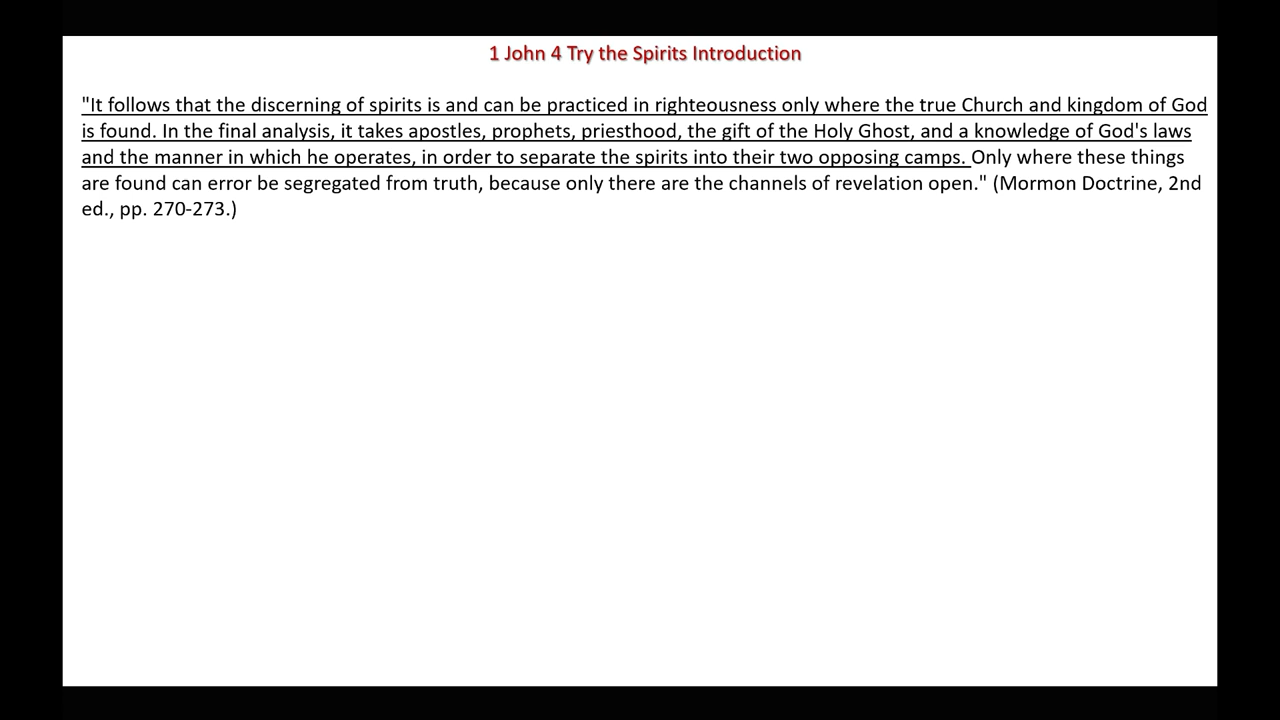 1 John 4 Try the Spirits Introduction
"It follows that the discerning of spirits is and can be practiced in righteousness only where the true Church and kingdom of God
is found. In the final analysis, it takes apostles, prophets, priesthood, the gift of the Holy Ghost, and a knowledge of God's laws
and the manner in which he operates, in order to separate the spirits into their two opposing camps. Only where these things
are found can error be segregated from truth, because only there are the channels of revelation open." (Mormon Doctrine, 2nd
ed., pp. 270-273.)